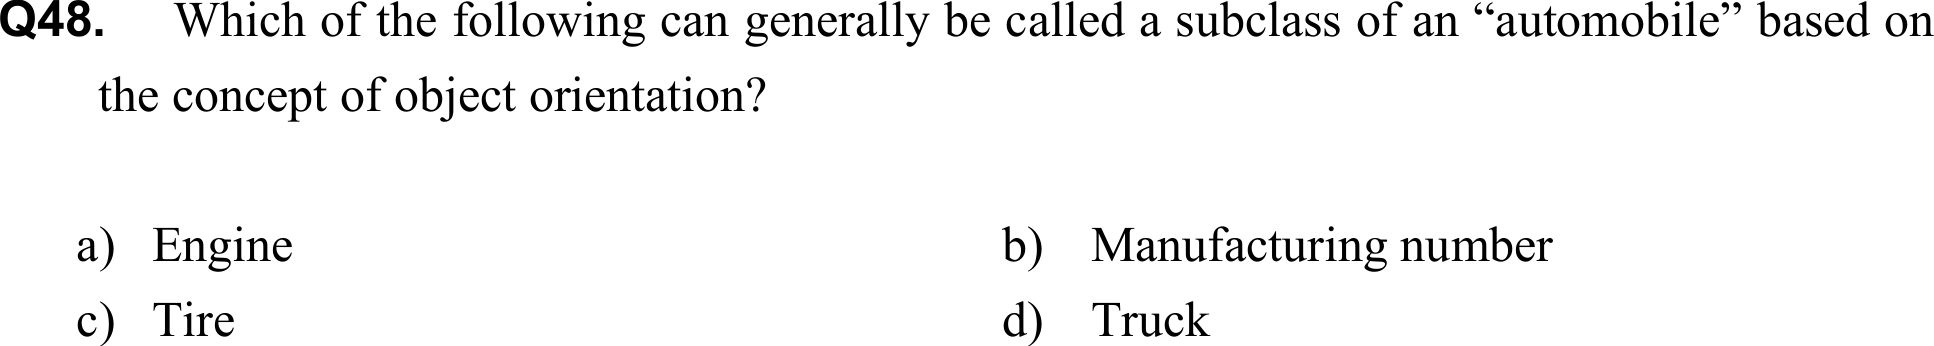 Q48. Which of the following can generally be called a subclass of an “automobile” based on
the concept of object orientation?
a) Engine b) Manufacturing number
c) Tire d) Truck